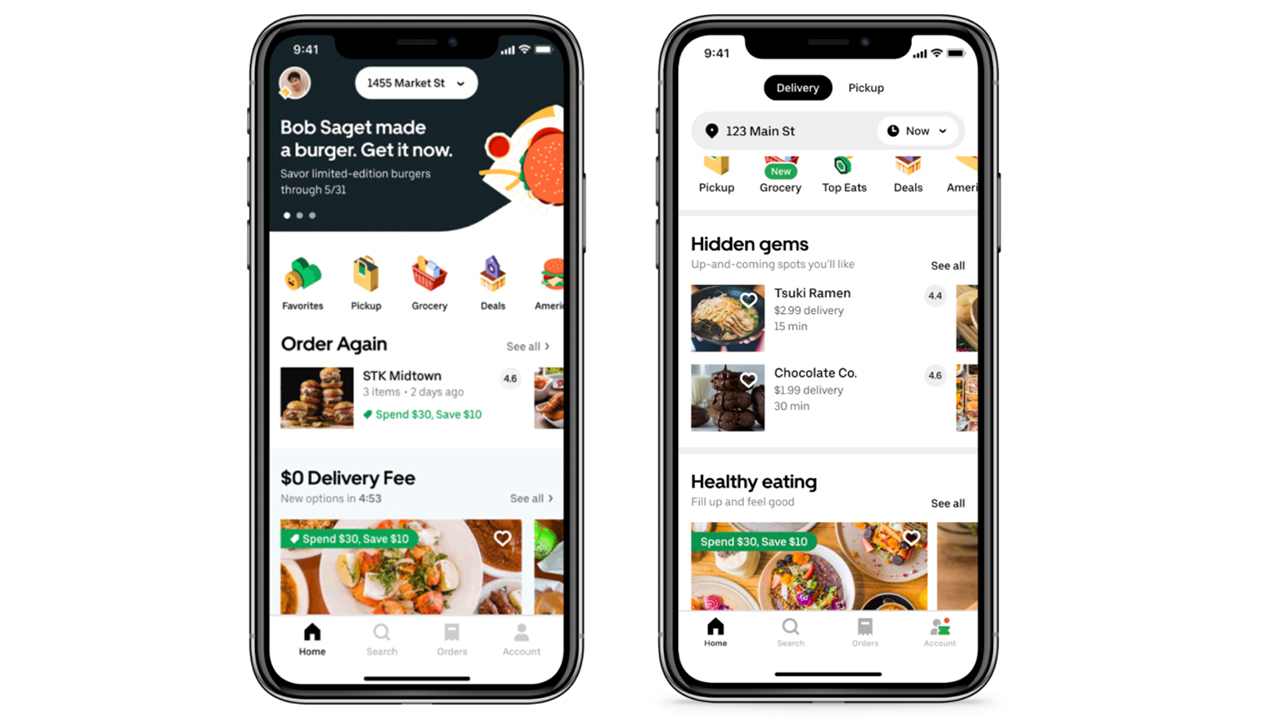 9:41
1455 Market St
Bob Saget made
a burger. Get it now.
Savor limited-edition burgers
through 5/31
Favorites
Pickup
Grocery
Deals
Ameri
Order Again
See all
STK Midtown
4.6
3 items • 2 days ago
Spend $30, Save $10
$0 Delivery Fee
New options in 4:53
See all
Spend $30, Save $10
Home
Search
Orders
Account
9:41
Delivery
Pickup
123 Main St
Now
New
Pickup
Grocery
Top Eats
Deals
Ameri
Hidden gems
Up-and-coming spots you'll like
See all
Tsuki Ramen
4.4
$2.99 delivery
15 min
Chocolate Co.
4.6
$1.99 delivery
30 min
Healthy eating
Fill up and feel good
See all
Spend $30, Save $10
Home
Search
Orders
Account